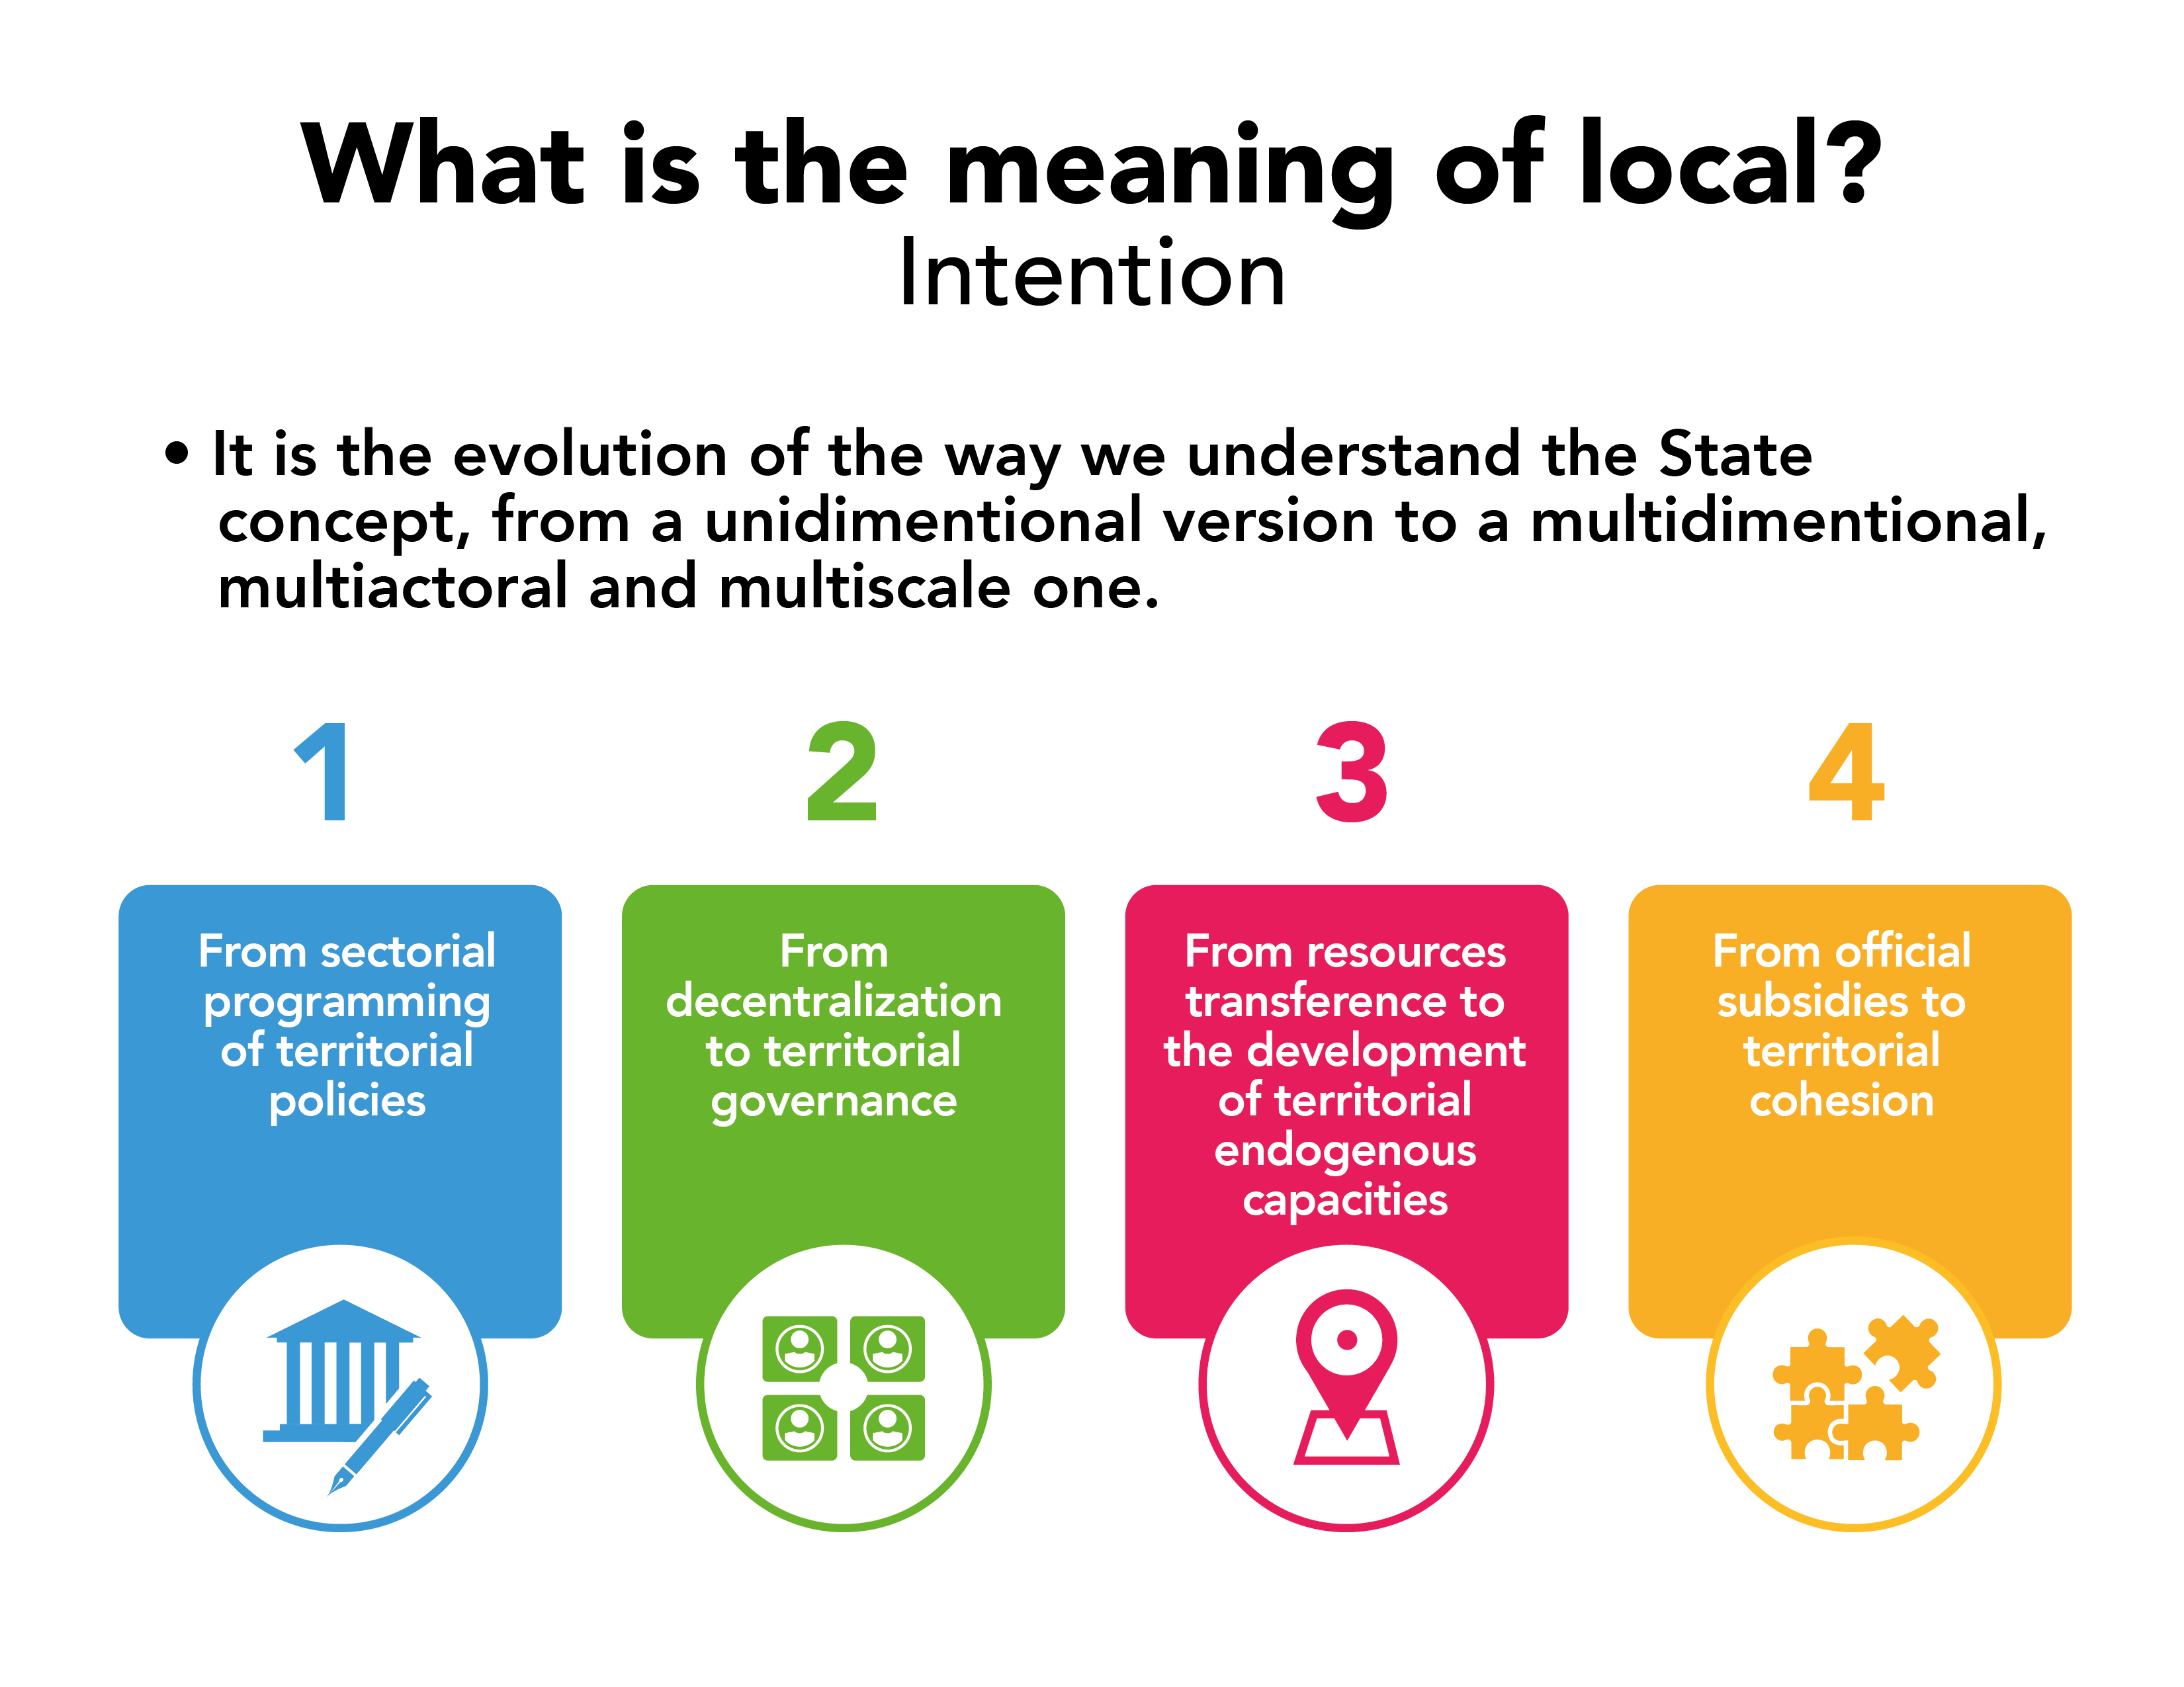 What is the meaning of local?
Intention
• It is the evolution of the way we understand the State
concept, from a unidimentional version to a multidimentional,
multiactoral and multiscale one.
1
From sectorial
programming
of territorial
policies
2
From
decentralization
to territorial
governance
3
From resources
transference to
the development
of territorial
endogenous
capacities
4
From official
subsidies to
territorial
cohesion